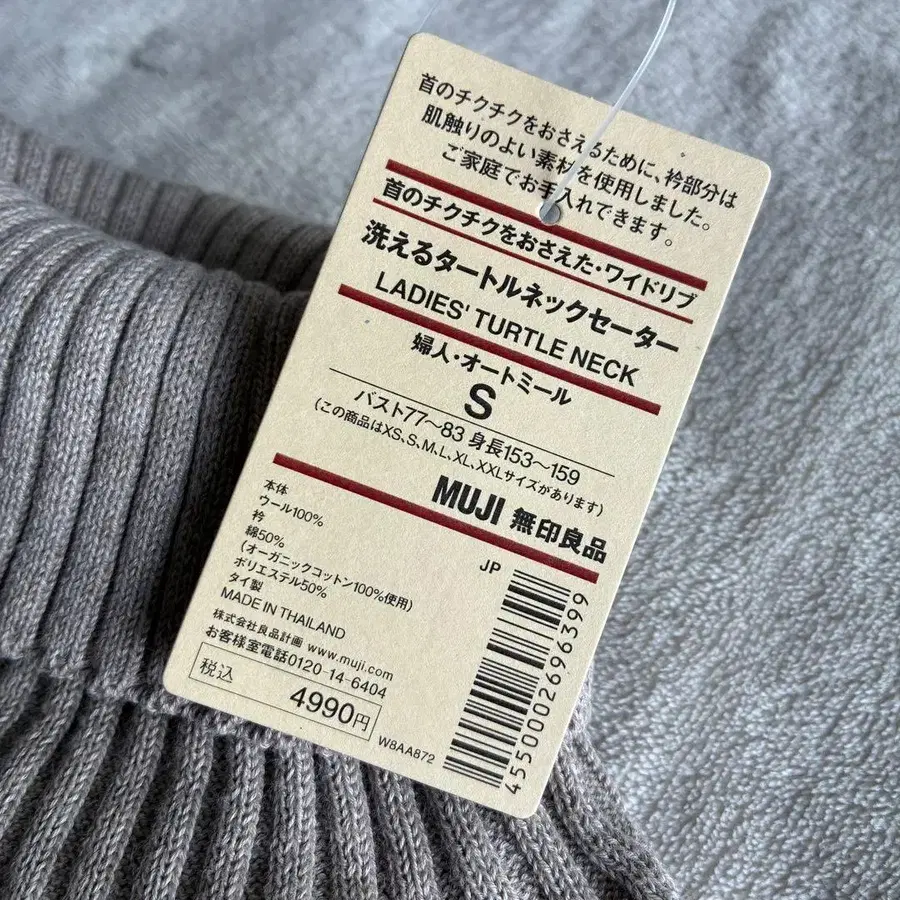 首のチクチクをおさえるために、衿部分は
肌触りのよい素材を使用しました。
ご家庭でお手入れできます。
首のチクチクをおさえた・ワイドリブ
洗えるタートルネックセーター
LADIES' TURTLE NECK
婦人・オートミール
S
バスト77〜83 身長153〜159
(この商品はXS、S、M、L、XL、XXLサイズがあります)
MUJI 無印良品
本体
ウール100%
衿
綿50%
(オーガニックコットン100%使用)
ポリエステル50%
タイ製
MADE IN THAILAND
株式会社良品計画 www.muji.com
お客様室電話0120-14-6404
税込 4990円
W8AA872
JP
4550002696399